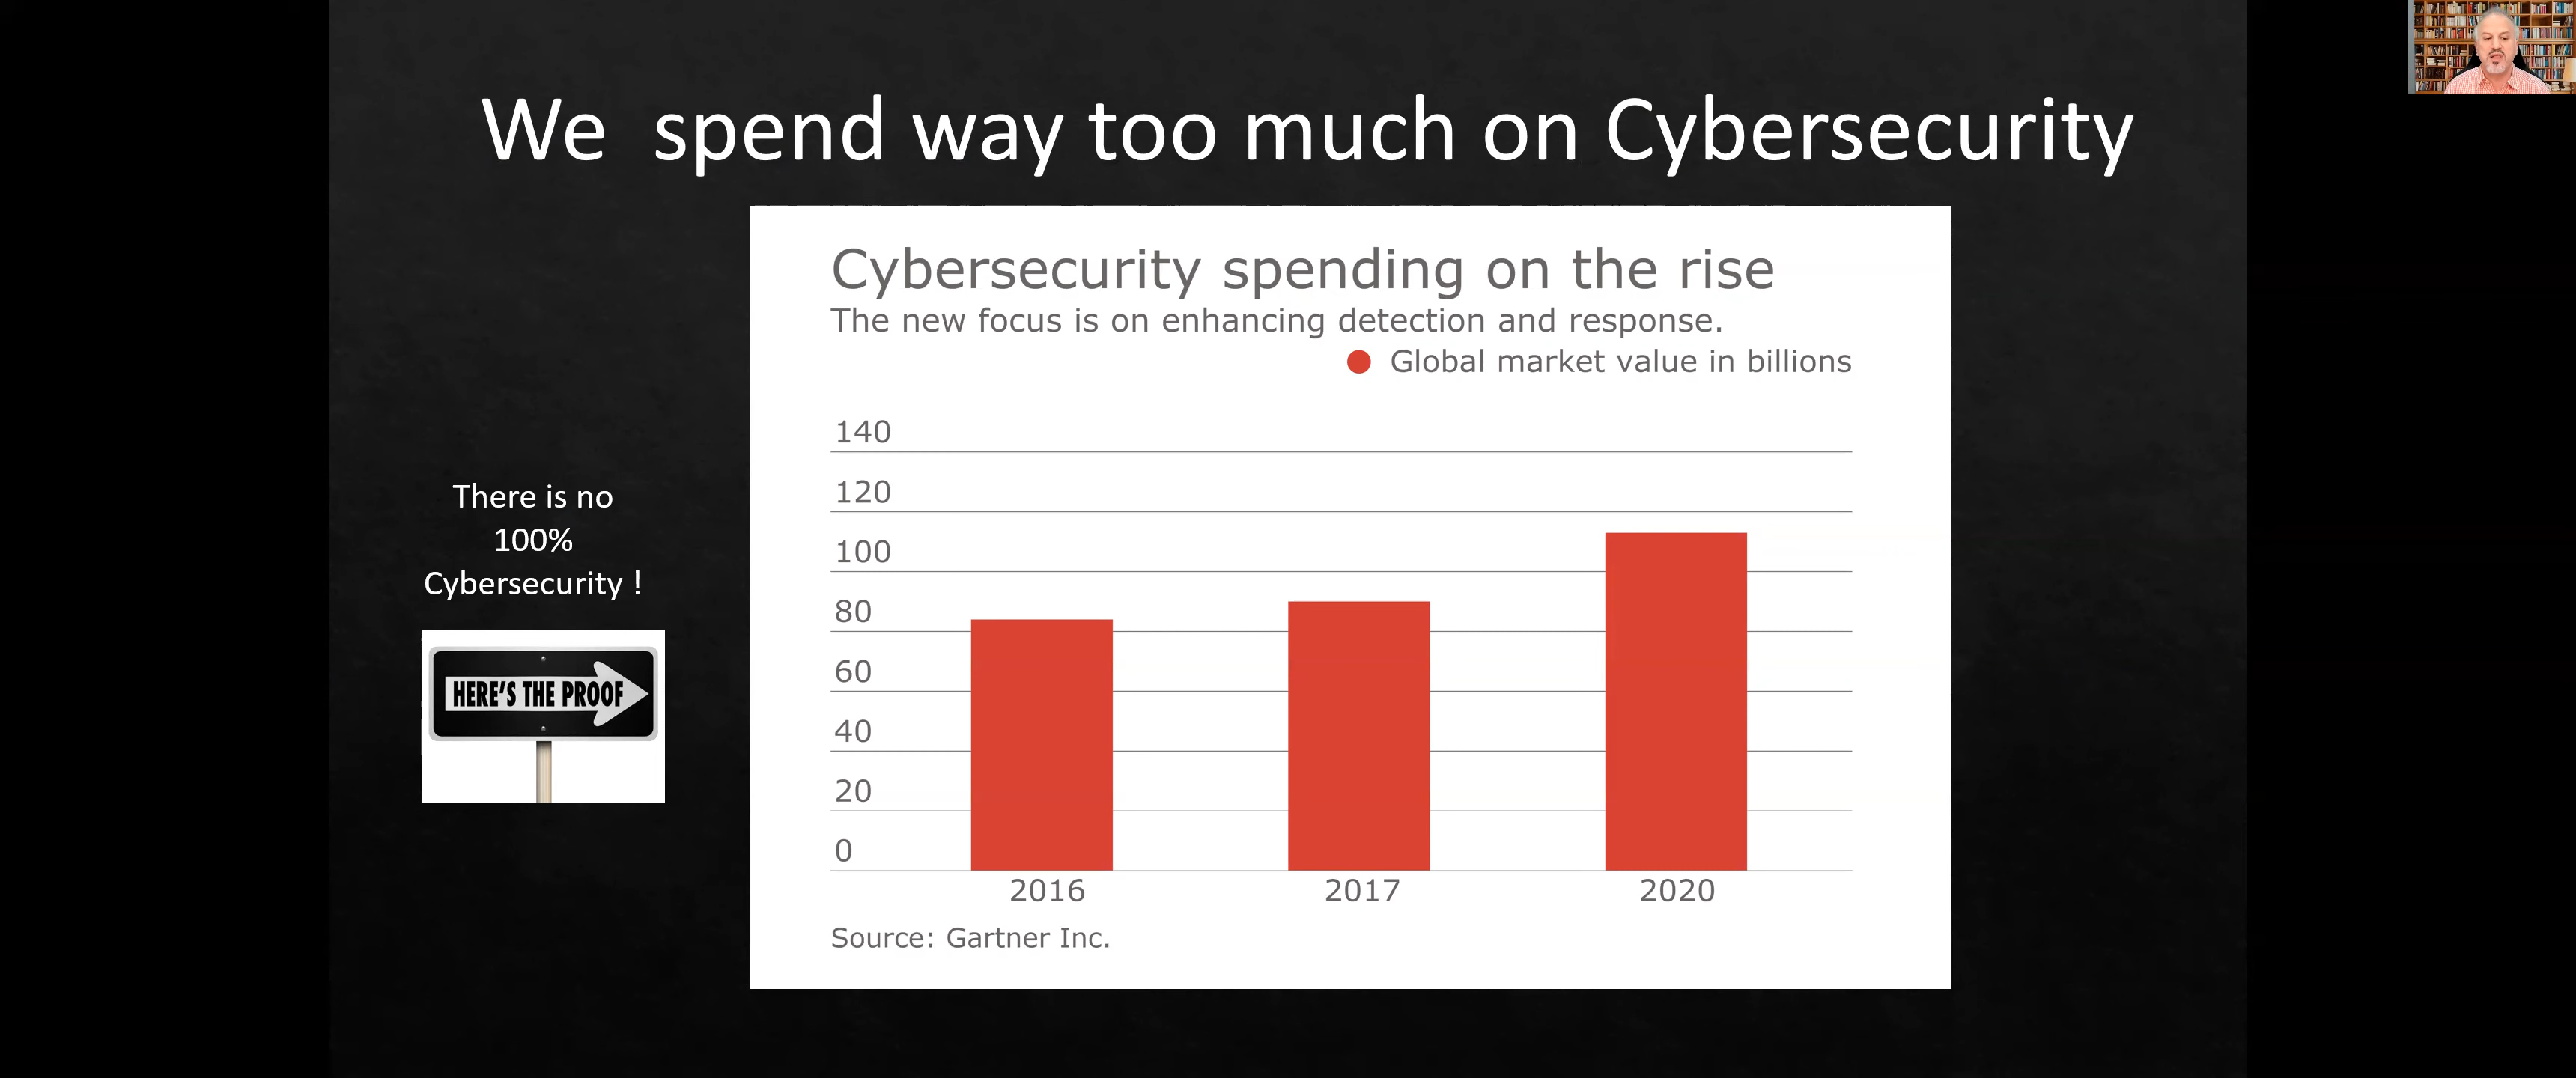 We  spend way too much on Cybersecurity
Cybersecurity spending on the rise
The new focus is on enhancing detection and response.
Global market value in billions
140
120
100
80
60
40
20
0
2016 2017 2020
Source: Gartner Inc.
There is no
100%
Cybersecurity !
HERE'S THE PROOF